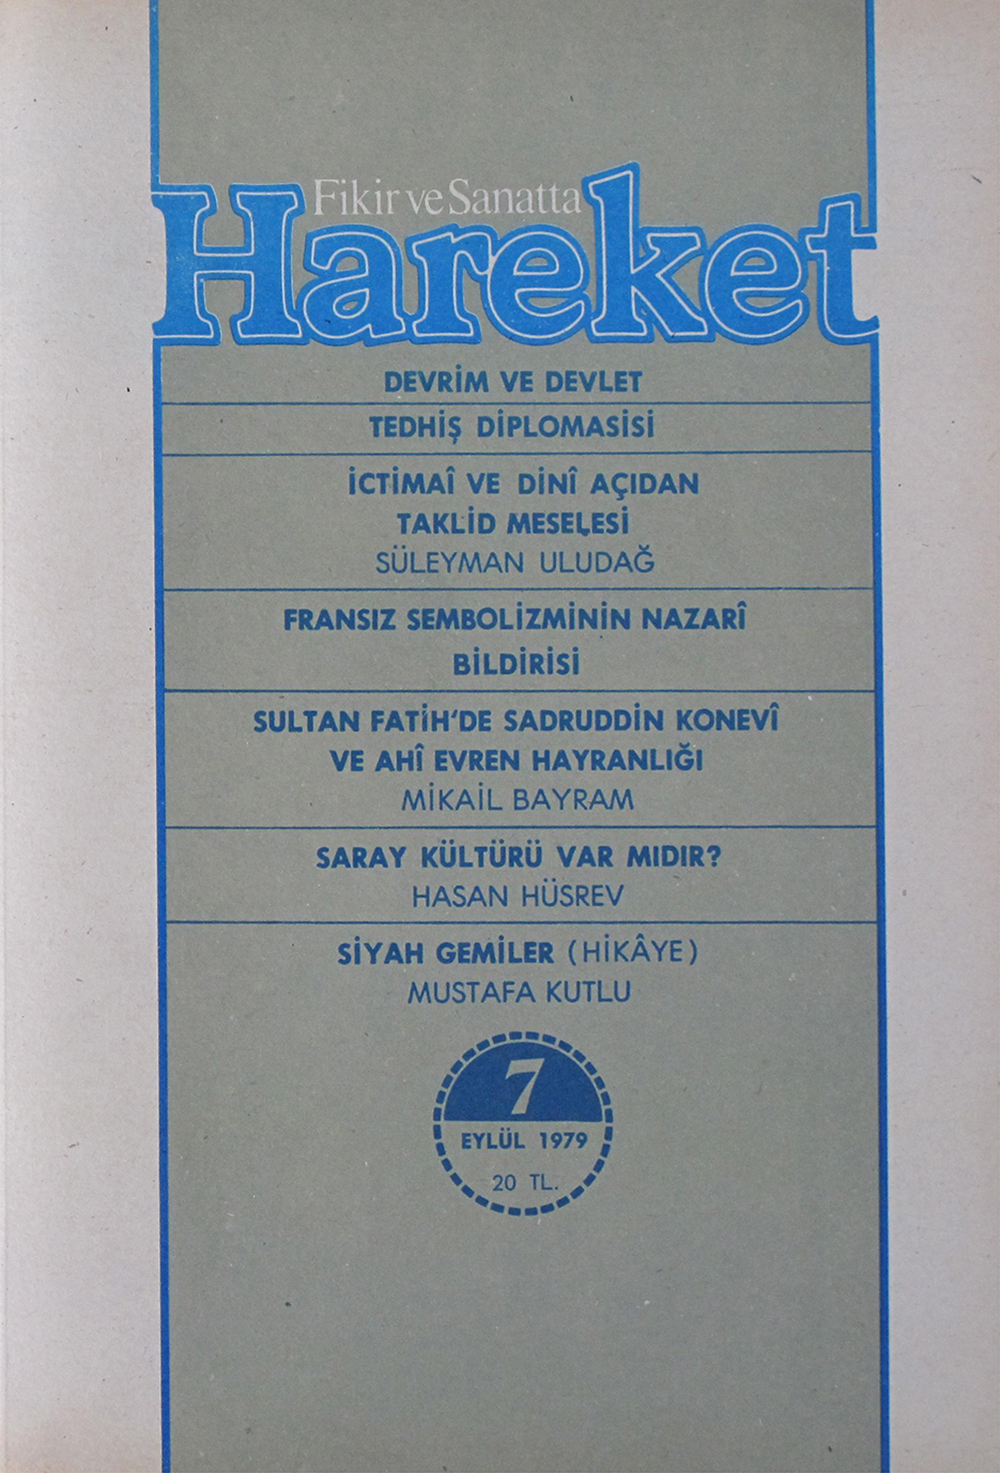 Fikir ve Sanatta
Hareket
DEVRİM VE DEVLET
TEDHİŞ DİPLOMASİSİ
İCTİMAÎ VE DİNÎ AÇIDAN
TAKLİD MESELESİ
SÜLEYMAN ULUDAĞ
FRANSIZ SEMBOLİZMİNİN NAZARÎ
BİLDİRİSİ
SULTAN FATİH'DE SADRUDDİN KONEVÎ
VE AHÎ EVREN HAYRANLIĞI
MİKAİL BAYRAM
SARAY KÜLTÜRÜ VAR MIDIR?
HASAN HÜSREV
SİYAH GEMİLER (HİKÂYE)
MUSTAFA KUTLU
7
EYLÜL 1979
20 TL.